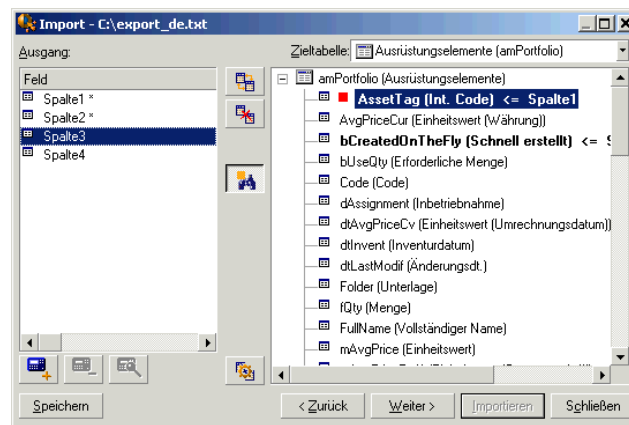 Import - C:\export_de.txt
Ausgang:
Zieltabelle: Ausrüstungselemente (amPortfolio)
Feld
Spalte1 *
Spalte2 *
Spalte3
Spalte4
amPortfolio (Ausrüstungselemente)
AssetTag (Int. Code) <= Spalte1
AvgPriceCur (Einheitswert (Währung))
bCreatedOnTheFly (Schnell erstellt) <=
bUseQty (Erforderliche Menge)
Code (Code)
dAssignment (Inbetriebnahme)
dtAvgPriceCv (Einheitswert (Umrechnungsdatum))
dtInvent (Inventurdatum)
dtLastModif (Änderungsdt.)
Folder (Unterlage)
fQty (Menge)
FullName (Vollständiger Name)
mAvgPrice (Einheitswert)
Speichern
< Zurück
Weiter >
Importieren
Schließen